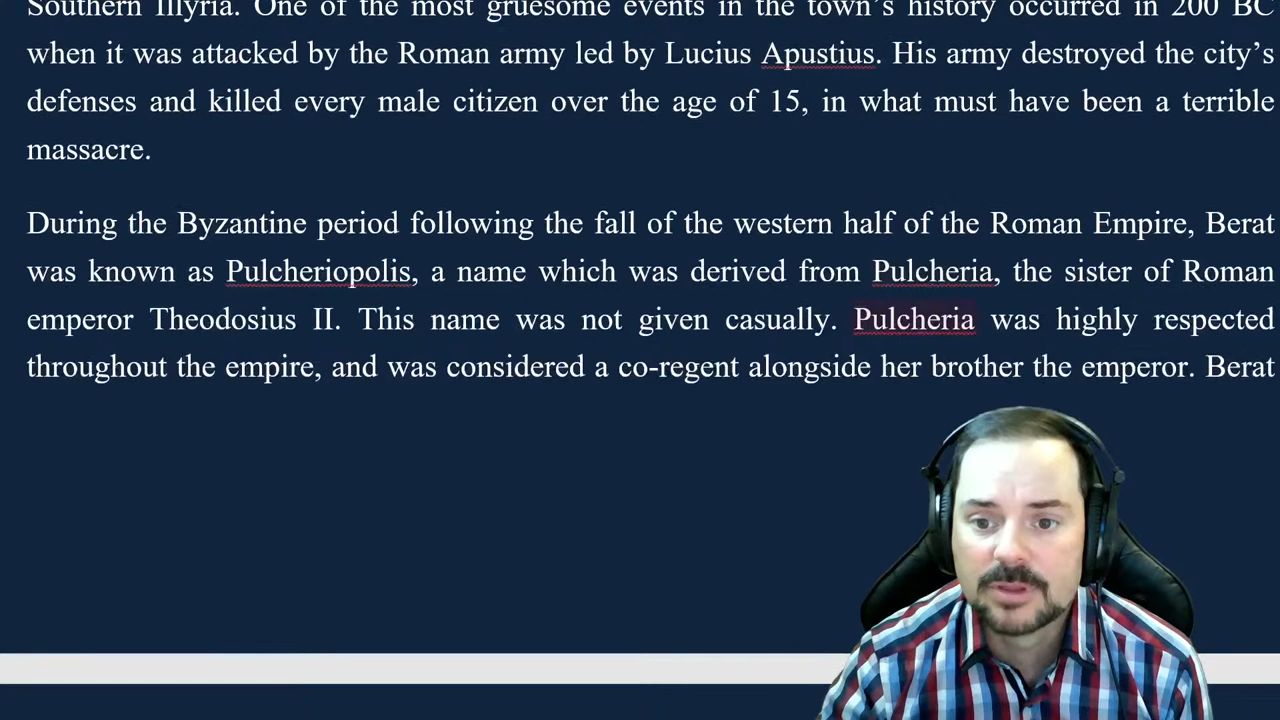 Southern Illyria. One of the most gruesome events in the town's history occurred in 200 BC
when it was attacked by the Roman army led by Lucius Apustius. His army destroyed the city's
defenses and killed every male citizen over the age of 15, in what must have been a terrible
massacre.
During the Byzantine period following the fall of the western half of the Roman Empire, Berat
was known as Pulcheriopolis, a name which was derived from Pulcheria, the sister of Roman
emperor Theodosius II. This name was not given casually. Pulcheria was highly respected
throughout the empire, and was considered a co-regent alongside her brother the emperor. Berat